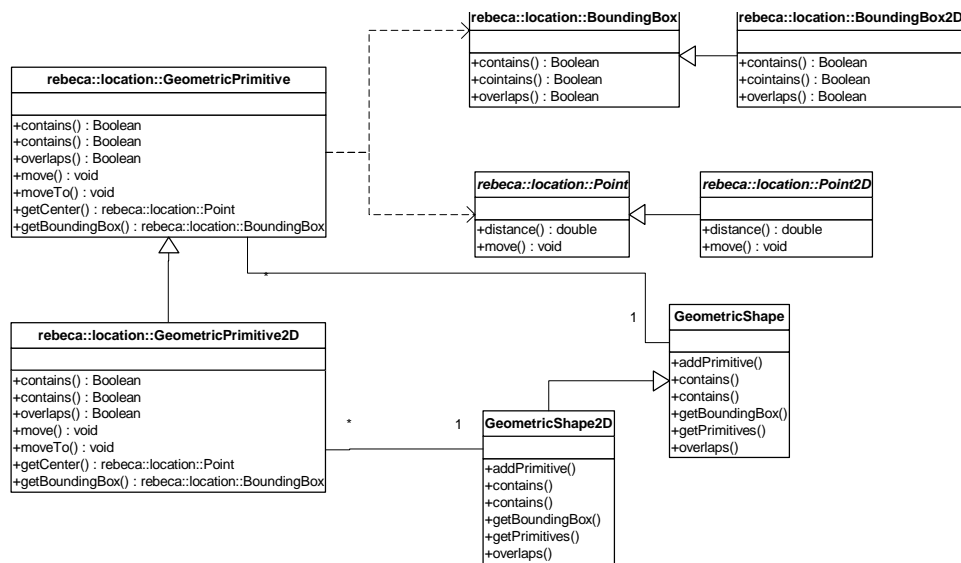 rebeca::location::BoundingBox
+contains() : Boolean
+cointains() : Boolean
+overlaps() : Boolean
rebeca::location::BoundingBox2D
+contains() : Boolean
+cointains() : Boolean
+overlaps() : Boolean
rebeca::location::GeometricPrimitive
+contains() : Boolean
+contains() : Boolean
+overlaps() : Boolean
+move() : void
+moveTo() : void
+getCenter() : rebeca::location::Point
+getBoundingBox() : rebeca::location::BoundingBox
rebeca::location::Point
+distance() : double
+move() : void
rebeca::location::Point2D
+distance() : double
+move() : void
*
1
GeometricShape
+addPrimitive()
+contains()
+contains()
+getBoundingBox()
+getPrimitives()
+overlaps()
rebeca::location::GeometricPrimitive2D
+contains() : Boolean
+contains() : Boolean
+overlaps() : Boolean
+move() : void
+moveTo() : void
+getCenter() : rebeca::location::Point
+getBoundingBox() : rebeca::location::BoundingBox
*
1
GeometricShape2D
+addPrimitive()
+contains()
+contains()
+getBoundingBox()
+getPrimitives()
+overlaps()